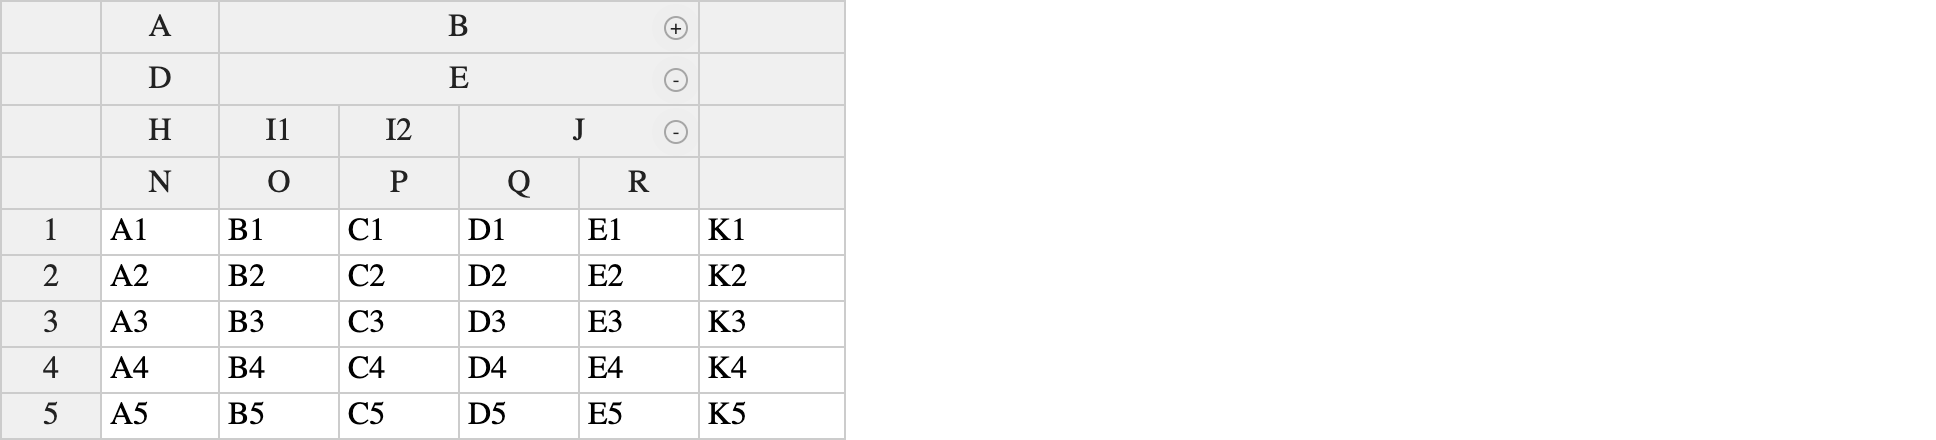 A B +
D E -
H I1 I2 J -
N O P Q R
1 A1 B1 C1 D1 E1 K1
2 A2 B2 C2 D2 E2 K2
3 A3 B3 C3 D3 E3 K3
4 A4 B4 C4 D4 E4 K4
5 A5 B5 C5 D5 E5 K5